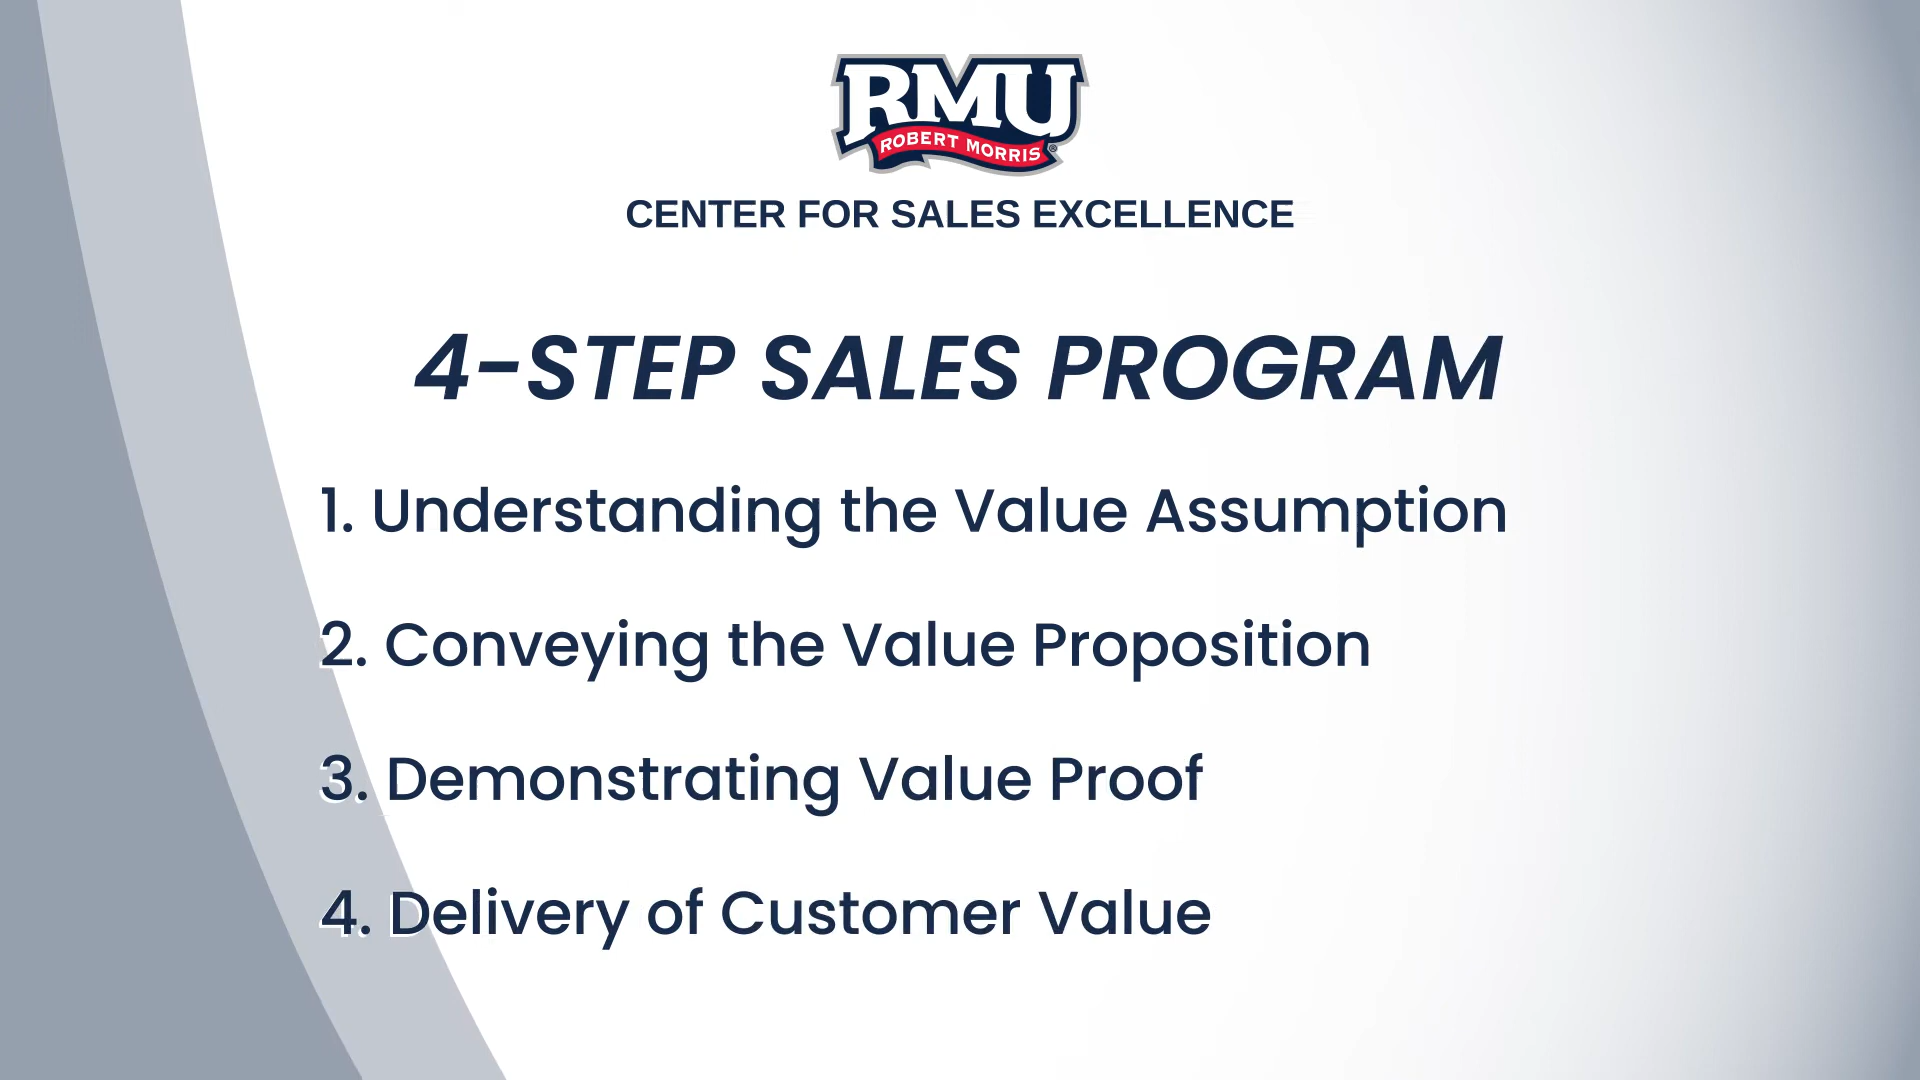 RMU
ROBERT MORRIS®
CENTER FOR SALES EXCELLENCE
4-STEP SALES PROGRAM
1. Understanding the Value Assumption
2. Conveying the Value Proposition
3. Demonstrating Value Proof
4. Delivery of Customer Value